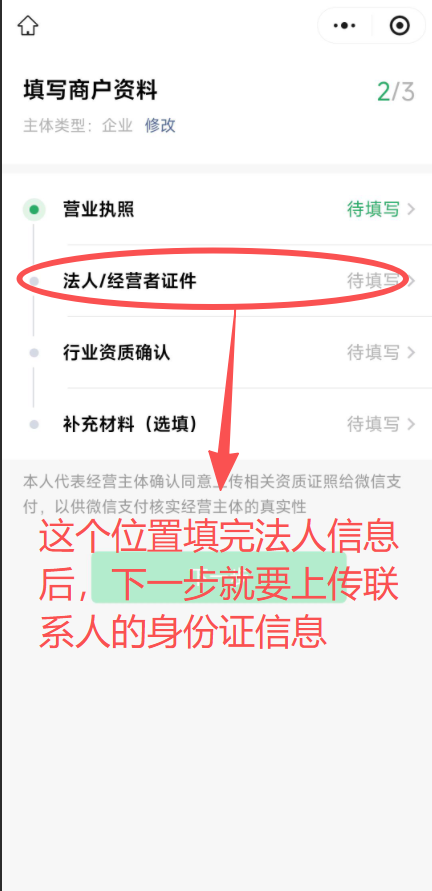 填写商户资料
2/3
主体类型：企业 修改
营业执照 待填写
法人/经营者证件 待填写
行业资质确认 待填写
补充材料（选填） 待填写
本人代表经营主体确认同意上传相关资质证照给微信支
付，以供微信支付核实经营主体的真实性
这个位置填完法人信息
后，下一步就要上传联
系人的身份证信息